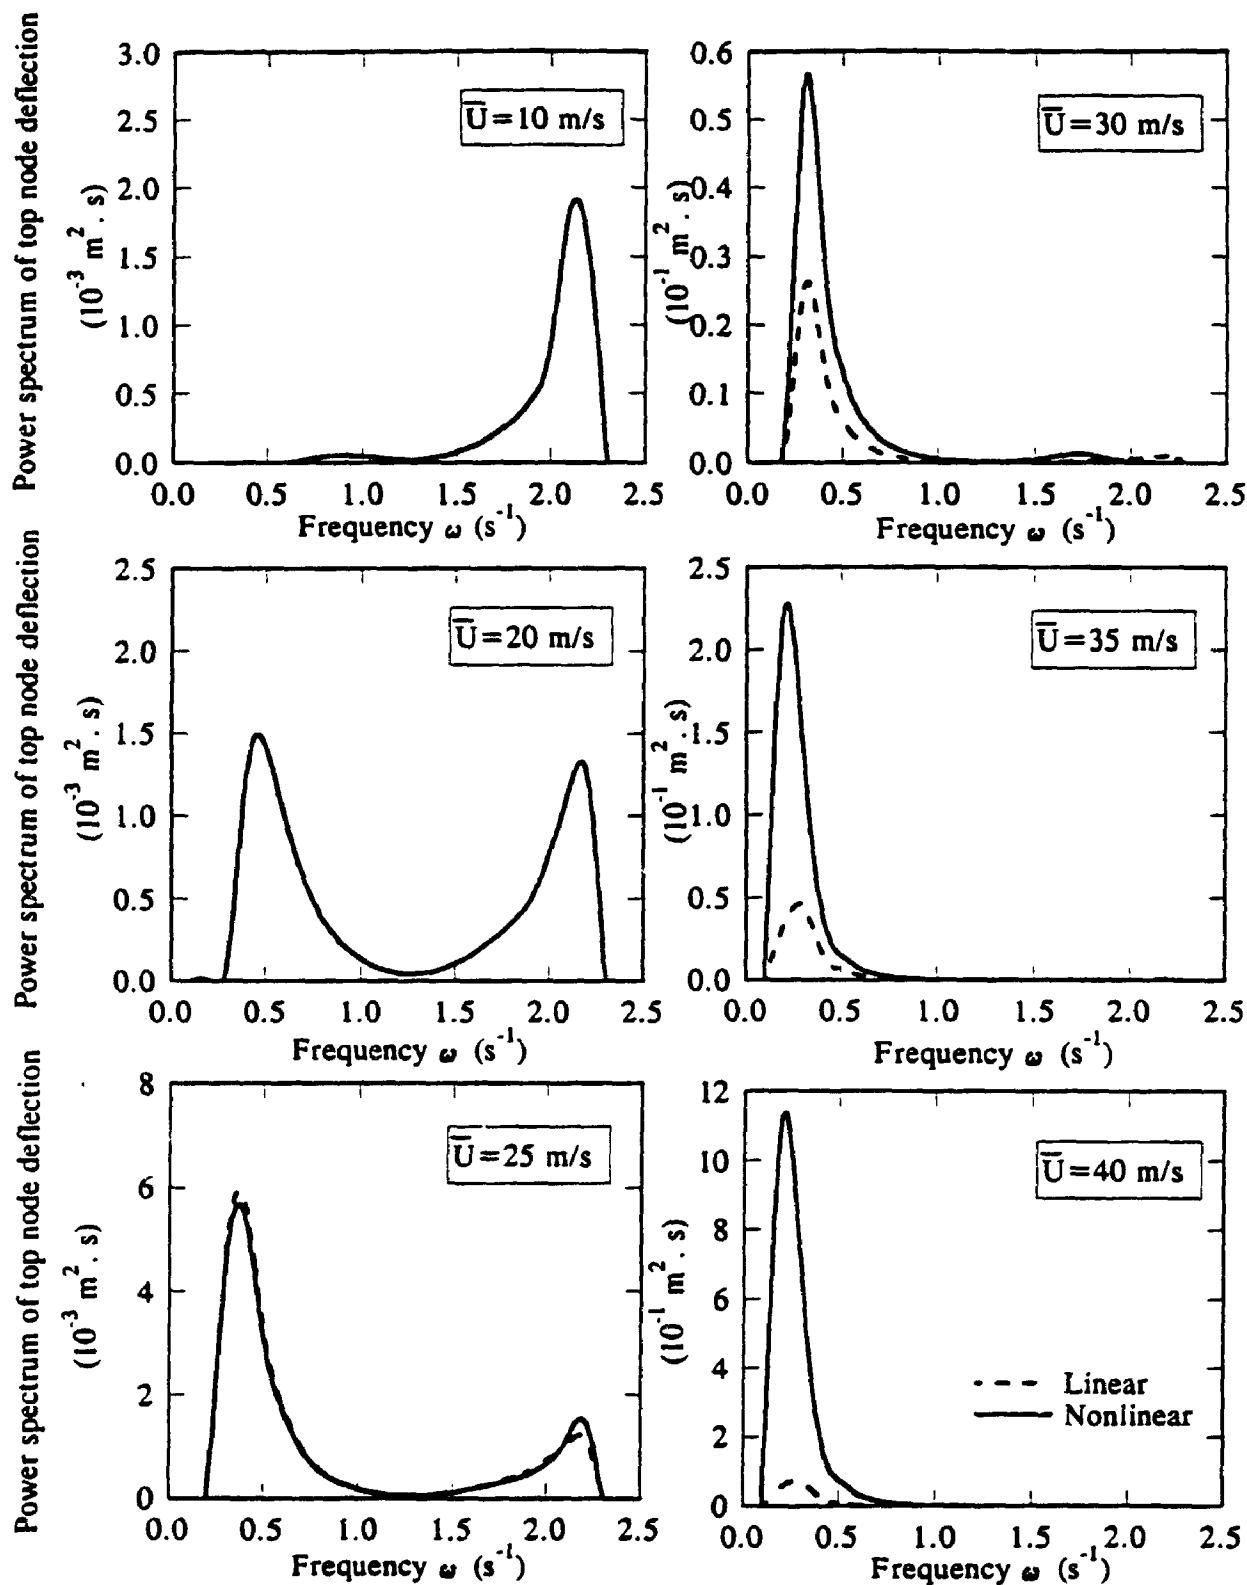 Power spectrum of top node deflection
(10⁻³ m². s)
3.0
2.5
2.0
1.5
1.0
0.5
0.0
U̅=10 m/s
0.0 0.5 1.0 1.5 2.0 2.5
Frequency ω (s⁻¹)
(10⁻¹ m². s)
0.6
0.5
0.4
0.3
0.2
0.1
0.0
U̅=30 m/s
0.0 0.5 1.0 1.5 2.0 2.5
Frequency ω (s⁻¹)
Power spectrum of top node deflection
(10⁻³ m². s)
2.5
2.0
1.5
1.0
0.5
0.0
U̅=20 m/s
0.0 0.5 1.0 1.5 2.0 2.5
Frequency ω (s⁻¹)
(10⁻¹ m². s)
2.5
2.0
1.5
1.0
0.5
0.0
U̅=35 m/s
0.0 0.5 1.0 1.5 2.0 2.5
Frequency ω (s⁻¹)
Power spectrum of top node deflection
(10⁻³ m². s)
8
6
4
2
0
U̅=25 m/s
0.0 0.5 1.0 1.5 2.0 2.5
Frequency ω (s⁻¹)
(10⁻¹ m². s)
12
10
8
6
4
2
0
U̅=40 m/s
Linear
Nonlinear
0.0 0.5 1.0 1.5 2.0 2.5
Frequency ω (s⁻¹)